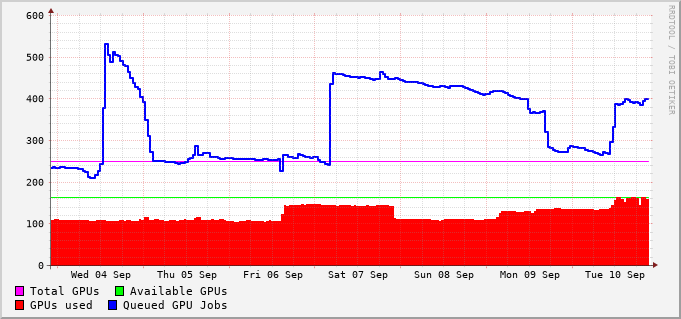 RRDTOOL / TOBI OETIKER
600
500
400
300
200
100
0
Wed 04 Sep Thu 05 Sep Fri 06 Sep Sat 07 Sep Sun 08 Sep Mon 09 Sep Tue 10 Sep
Total GPUs Available GPUs
GPUs used Queued GPU Jobs